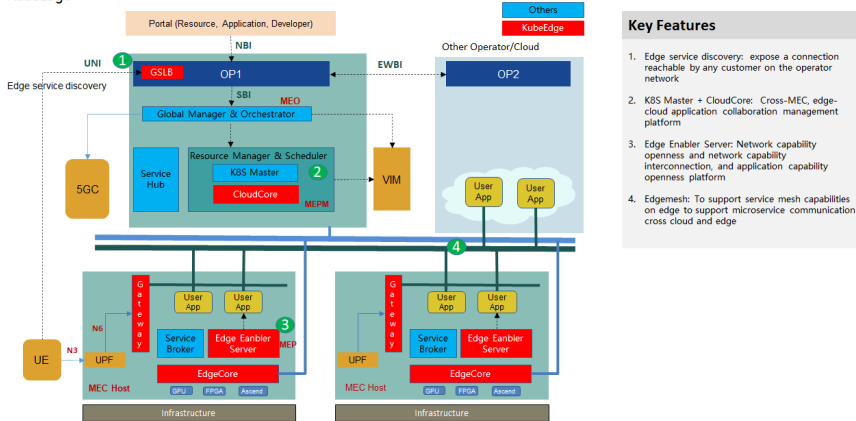 Others
KubeEdge
Portal (Resource, Application, Developer)
NBI
Other Operator/Cloud
UNI
1
GSLB
OP1
EWBI
OP2
Edge service discovery
SBI
MEO
Global Manager & Orchestrator
5GC
Service
Hub
Resource Manager & Scheduler
K8S Master
2
CloudCore
MEPM
VIM
User
App
User
App
4
G
a
t
e
w
a
y
User
App
User
App
N6
3
Service
Broker
Edge Eanbler
Server
MEP
UE
N3
UPF
EdgeCore
MEC Host
GPU
FPGA
Ascend
Infrastructure
G
a
t
e
w
a
y
User
App
User
App
Service
Broker
Edge Eanbler
Server
UPF
EdgeCore
MEC Host
GPU
FPGA
Ascend
Infrastructure
Key Features
1. Edge service discovery: expose a connection
reachable by any customer on the operator
network
2. K8S Master + CloudCore: Cross-MEC, edge-
cloud application collaboration management
platform
3. Edge Enabler Server: Network capability
openness and network capability
interconnection, and application capability
openness platform
4. Edgemesh: To support service mesh capabilities
on edge to support microservice communication
cross cloud and edge